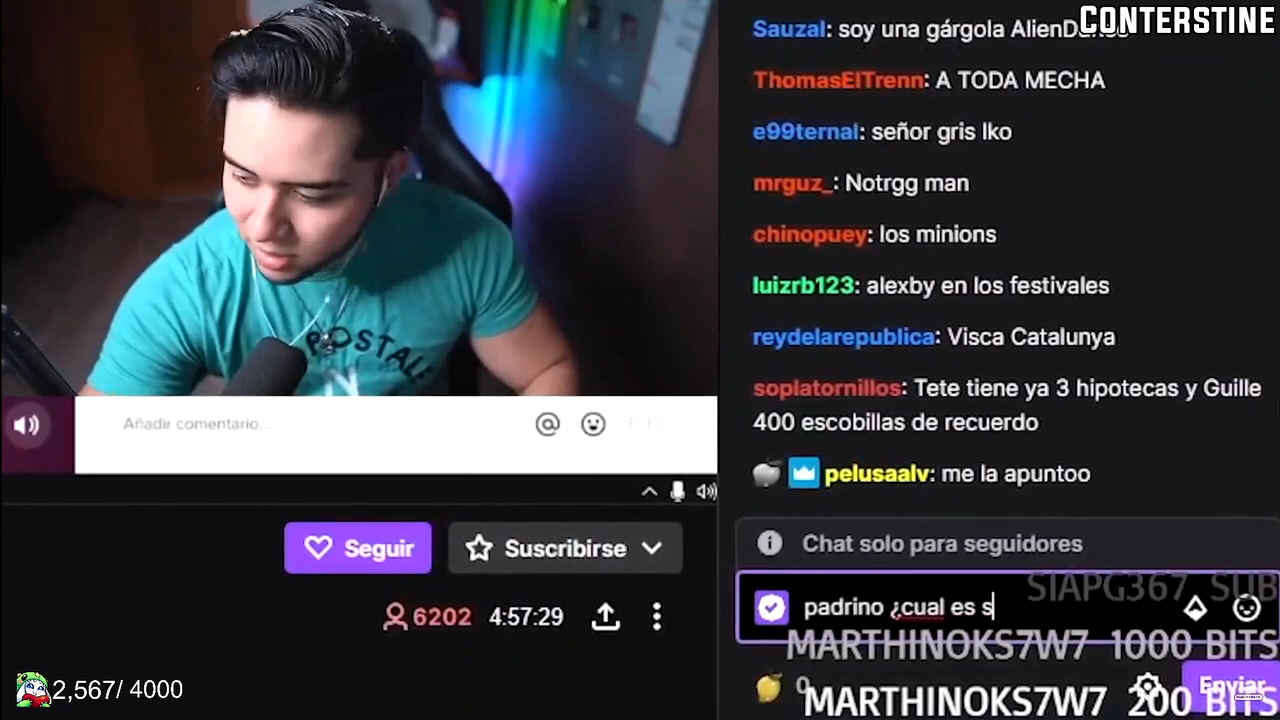 CONTERSTINE
Sauzal: soy una gárgola
ThomasElTrenn: A TODA MECHA
e99ternal: señor gris lko
mrguz_: Notrgg man
chinopuey: los minions
luizrb123: alexby en los festivales
reydelarepublica: Visca Catalunya
soplatornillos: Tete tiene ya 3 hipotecas y Guille
400 escobillas de recuerdo
pelusaalv: me la apuntoo
POSTAL
Añadir comentario...
Seguir
Suscribirse
6202 4:57:29
Chat solo para seguidores
SIAPG367 SUB
padrino ¿cual es s
MARTHINOKS7W7 1000 BITS
0
Enviar
MARTHINOKS7W7 200 BITS
2,567/ 4000